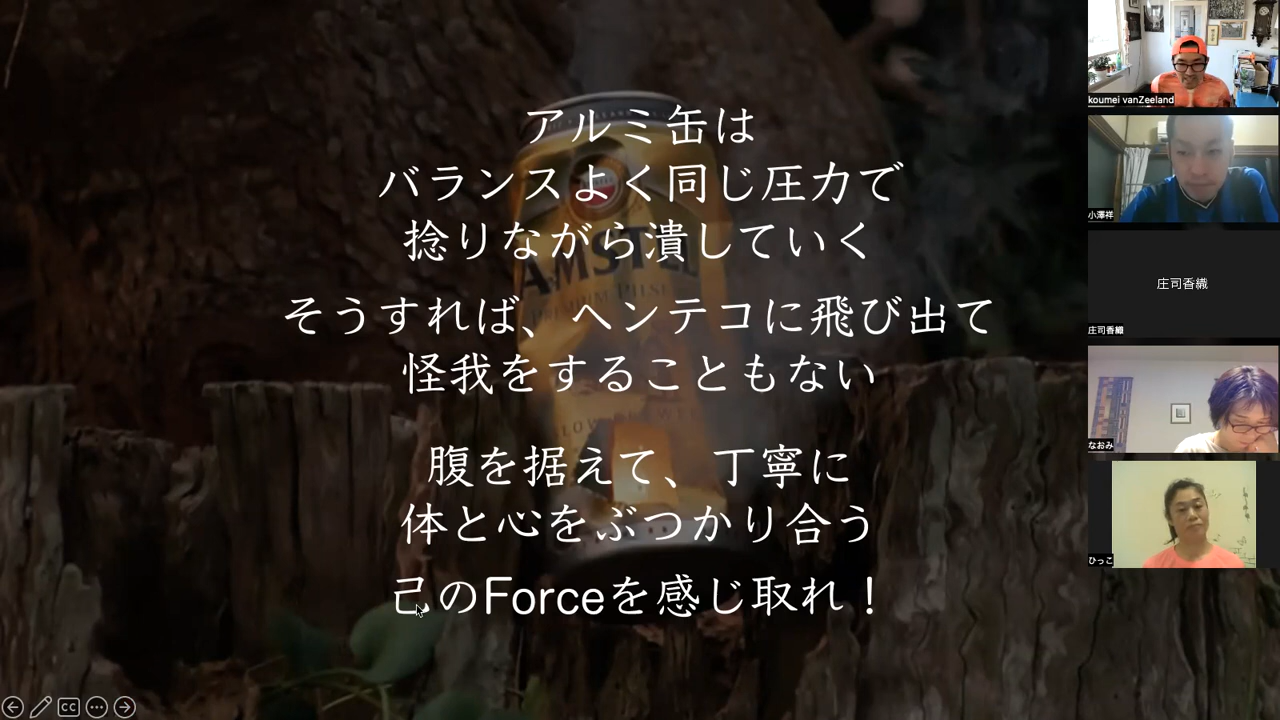 アルミ缶は
バランスよく同じ圧力で
捻りながら潰していく
そうすれば、ヘンテコに飛び出て
怪我をすることもない
腹を据えて、丁寧に
体と心をぶつかり合う
己のForceを感じ取れ！
AMSTEL
PREMIUM PILSENER
koumei vanZeeland
小澤祥
庄司香織
庄司香織
なおみ
ひっこ
CC